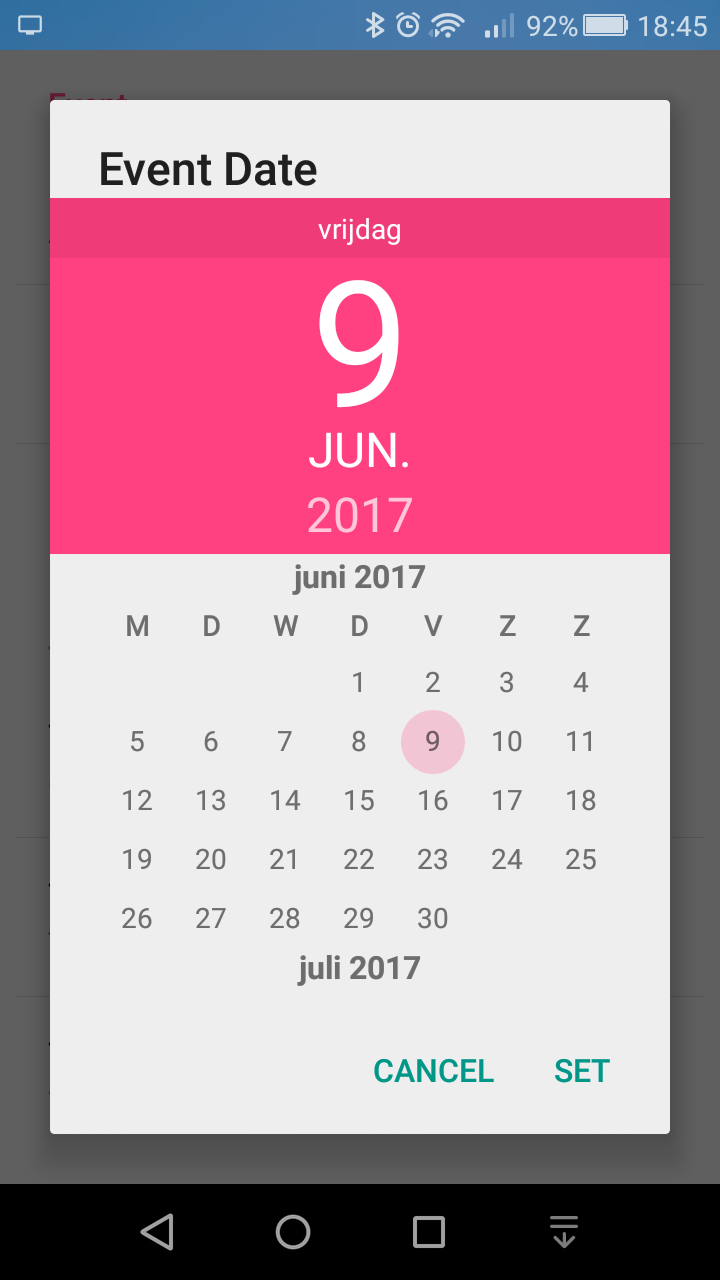 92% 18:45
Event
Event Date
vrijdag
9
JUN.
2017
juni 2017
M D W D V Z Z
1 2 3 4
5 6 7 8 9 10 11
12 13 14 15 16 17 18
19 20 21 22 23 24 25
26 27 28 29 30
juli 2017
CANCEL SET